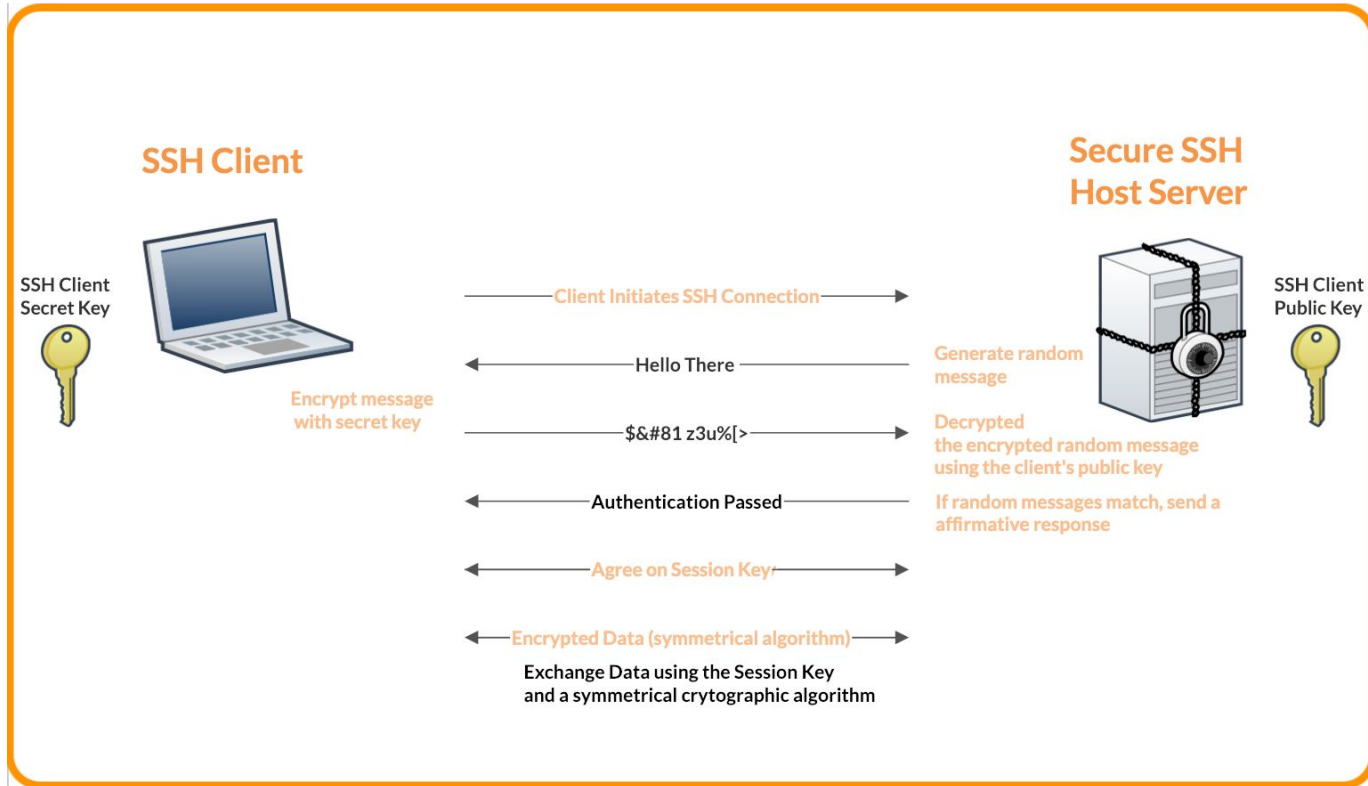 SSH Client
Secure SSH
Host Server
SSH Client
Secret Key
SSH Client
Public Key
Client Initiates SSH Connection
Hello There
Generate random
message
Encrypt message
with secret key
$&#81 z3u%[>
Decrypted
the encrypted random message
using the client's public key
Authentication Passed
If random messages match, send a
affirmative response
Agree on Session Key
Encrypted Data (symmetrical algorithm)
Exchange Data using the Session Key
and a symmetrical crytographic algorithm